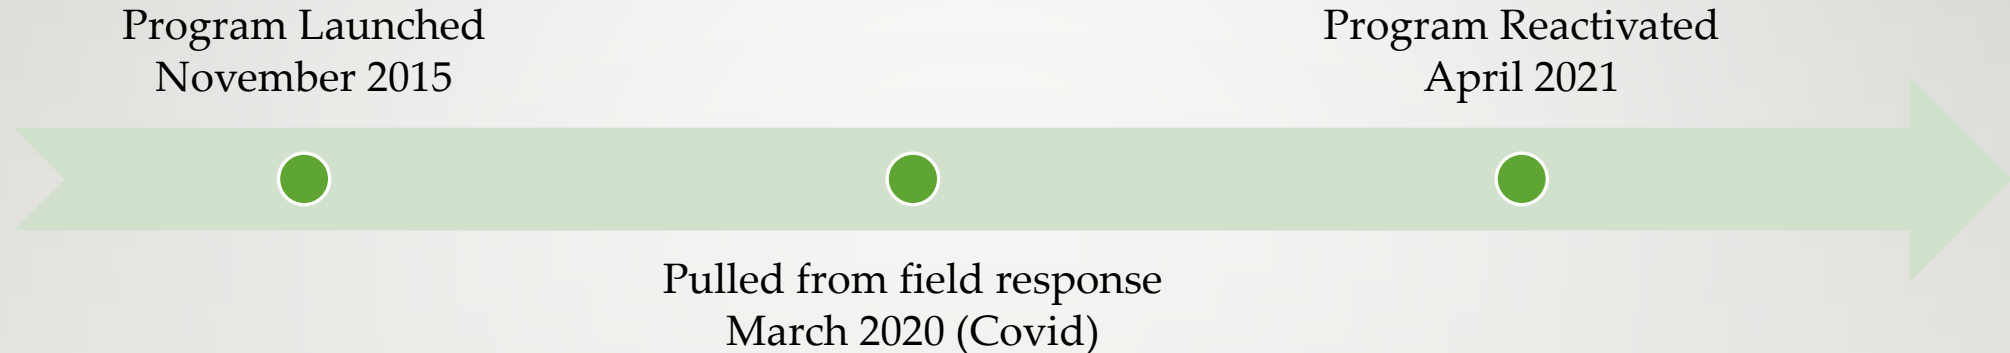 Program Launched
November 2015
Pulled from field response
March 2020 (Covid)
Program Reactivated
April 2021